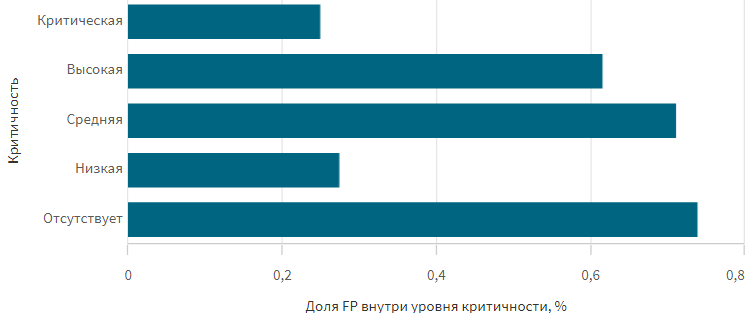 Критичность
Критическая
Высокая
Средняя
Низкая
Отсутствует
0 0,2 0,4 0,6 0,8
Доля FP внутри уровня критичности, %